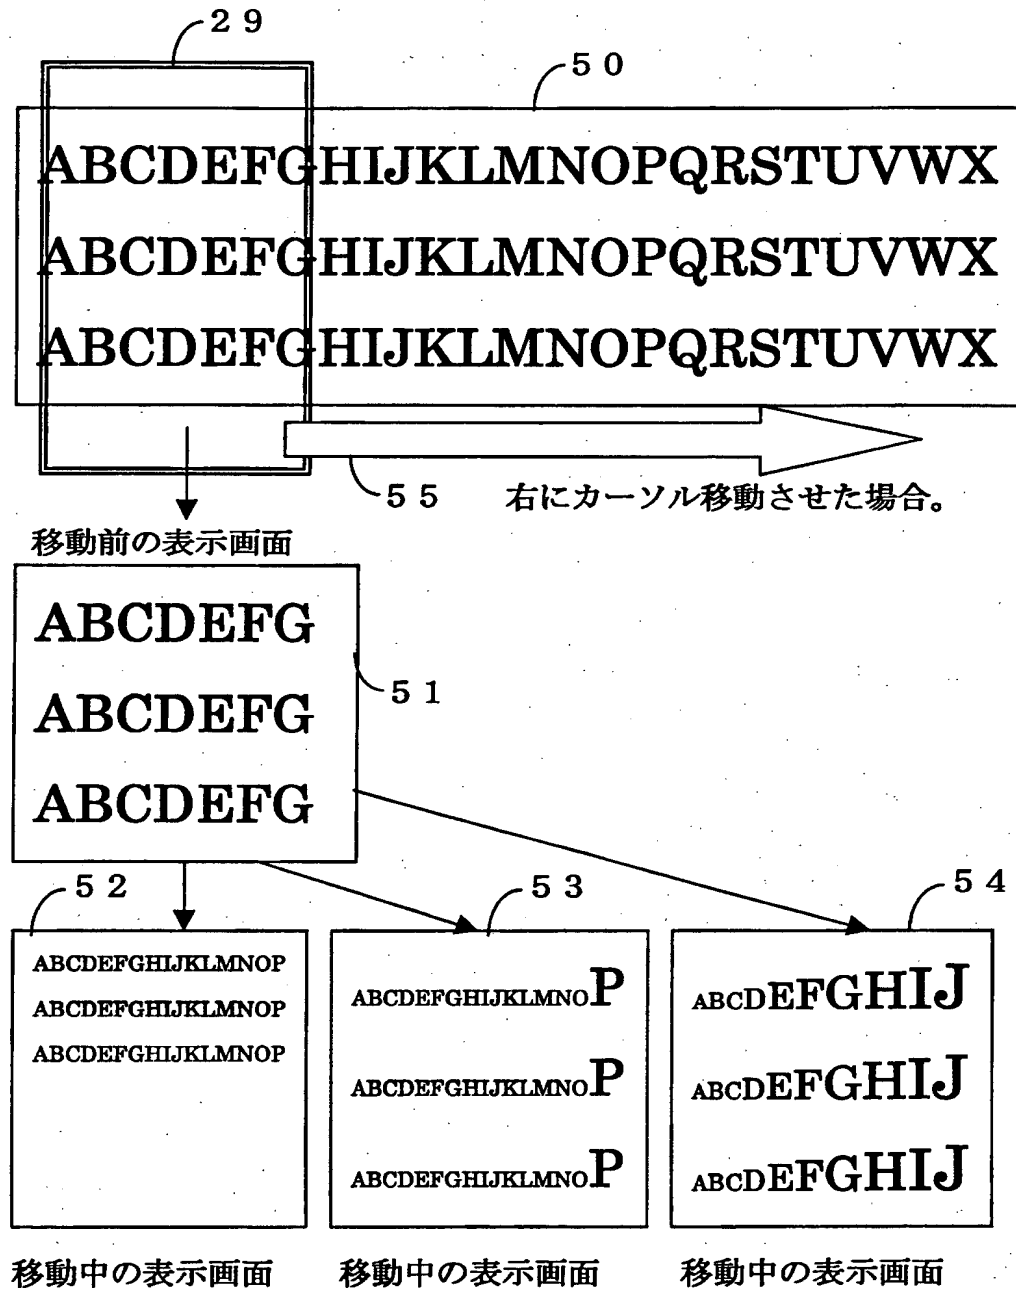 ２９
５０
ABCDEFGHIJKLMNOPQRSTUVWX
ABCDEFGHIJKLMNOPQRSTUVWX
ABCDEFGHIJKLMNOPQRSTUVWX
５５
右にカーソル移動させた場合。
移動前の表示画面
ABCDEFG
ABCDEFG
ABCDEFG
５１
５２
５３
５４
ABCDEFGHIJKLMNOP
ABCDEFGHIJKLMNOP
ABCDEFGHIJKLMNOP
ABCDEFGHIJKLMNOP
ABCDEFGHIJKLMNOP
ABCDEFGHIJKLMNOP
ABCDEFGHIJ
ABCDEFGHIJ
ABCDEFGHIJ
移動中の表示画面
移動中の表示画面
移動中の表示画面